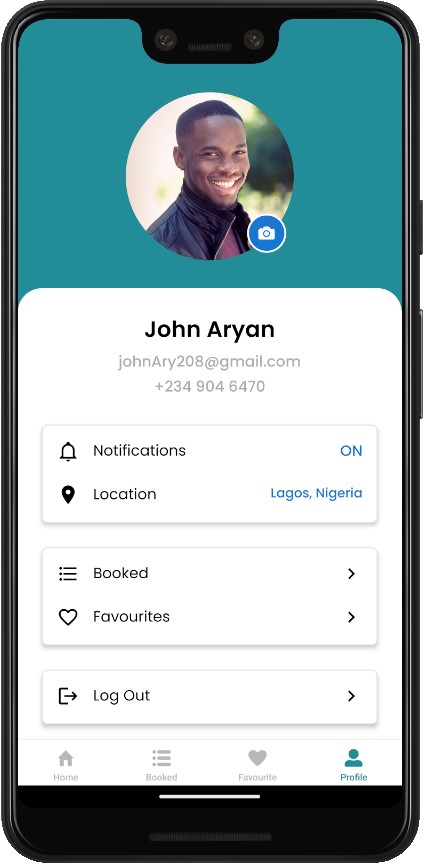 John Aryan
johnAry208@gmail.com
+234 904 6470
Notifications ON
Location Lagos, Nigeria
Booked
Favourites
Log Out
Home Booked Favourite Profile